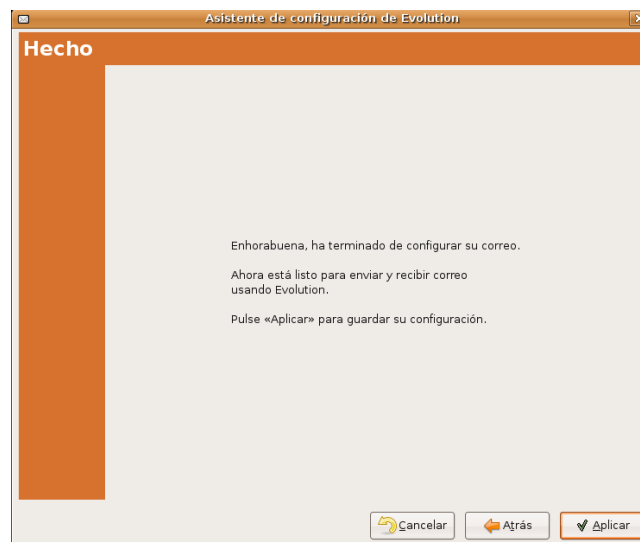 Asistente de configuración de Evolution
Hecho
Enhorabuena, ha terminado de configurar su correo.
Ahora está listo para enviar y recibir correo
usando Evolution.
Pulse «Aplicar» para guardar su configuración.
Cancelar Atrás Aplicar